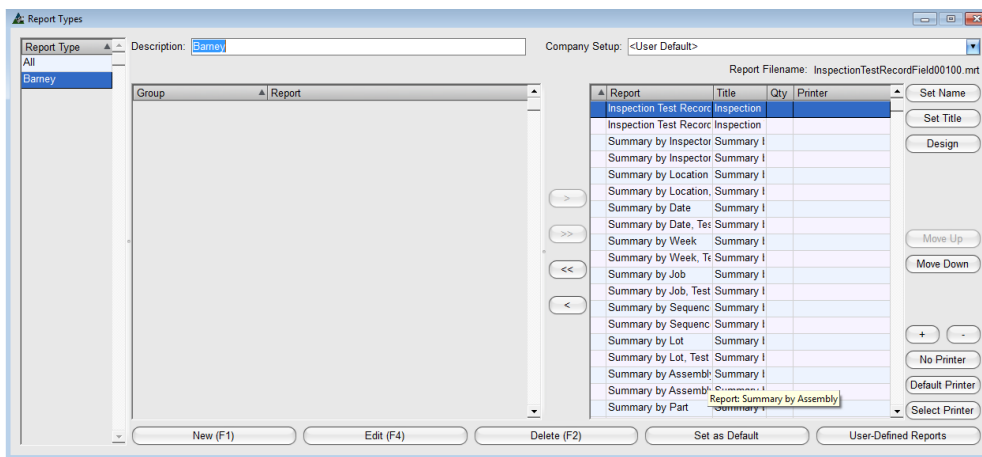 Report Types
Report Type Description: Barney Company Setup: <User Default>
All
Barney
Report Filename: InspectionTestRecordField00100.mrt
Group Report
Report Title Qty Printer Set Name
Inspection Test Record Inspection
Inspection Test Record Inspection Set Title
Summary by Inspector Summary b Design
Summary by Inspector Summary b
Summary by Location Summary b
Summary by Location, Summary b
>
Summary by Date Summary b
Summary by Date, Tes Summary b
>>
Summary by Week Summary b Move Up
Summary by Week, Te Summary b
<<
Summary by Job Summary b Move Down
Summary by Job, Test Summary b
<
Summary by Sequenc Summary b
Summary by Sequenc Summary b
Summary by Lot Summary b + -
Summary by Lot, Test Summary b No Printer
Summary by Assembly Summary b
Summary by Assembl Default Printer
Report: Summary by Assembly
Summary by Part Select Printer
New (F1) Edit (F4) Delete (F2) Set as Default User-Defined Reports